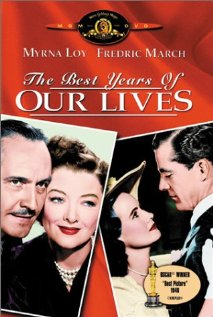 MGM DVD
MYRNA LOY FREDRIC MARCH
The Best Years Of
OUR LIVES
OSCAR® WINNER
"Best Picture"
1946